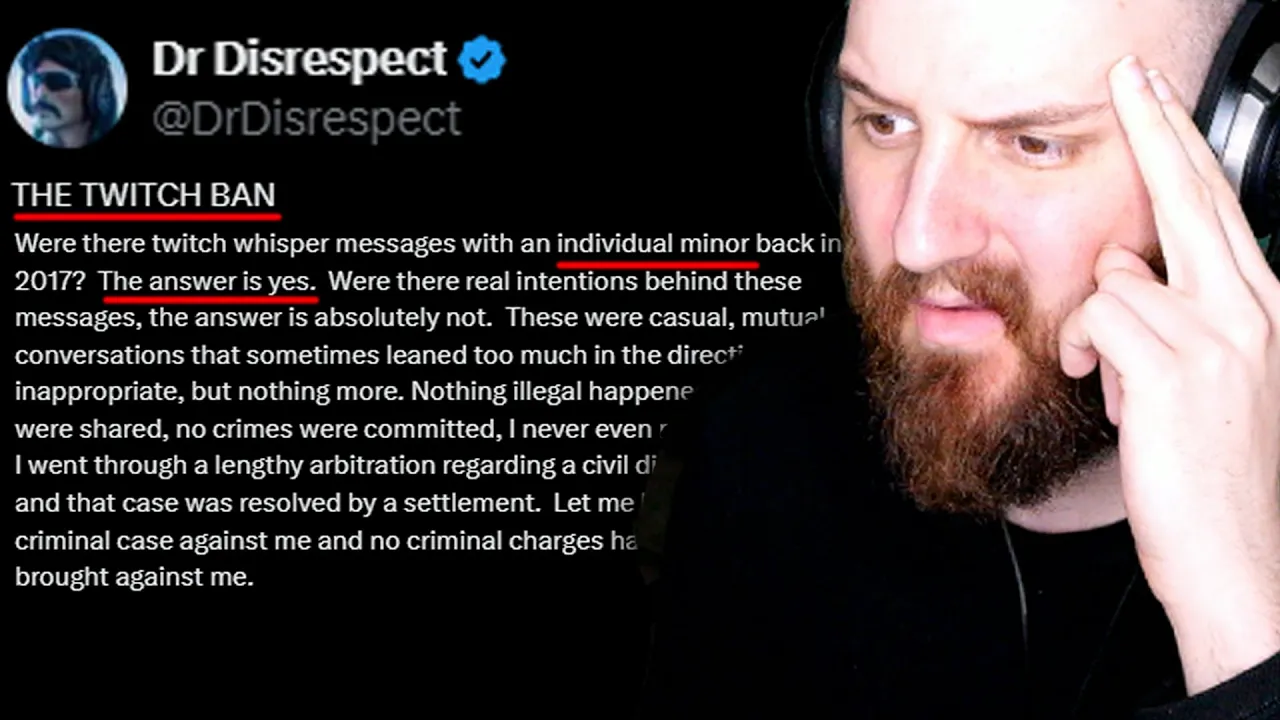 Dr Disrespect
@DrDisrespect
THE TWITCH BAN
Were there twitch whisper messages with an individual minor back in
2017? The answer is yes. Were there real intentions behind these
messages, the answer is absolutely not. These were casual, mutual
conversations that sometimes leaned too much in the
inappropriate, but nothing more. Nothing illegal
were shared, no crimes were committed, I never even
I went through a lengthy arbitration regarding a civil
and that case was resolved by a settlement. Let me
criminal case against me and no criminal charges
brought against me.